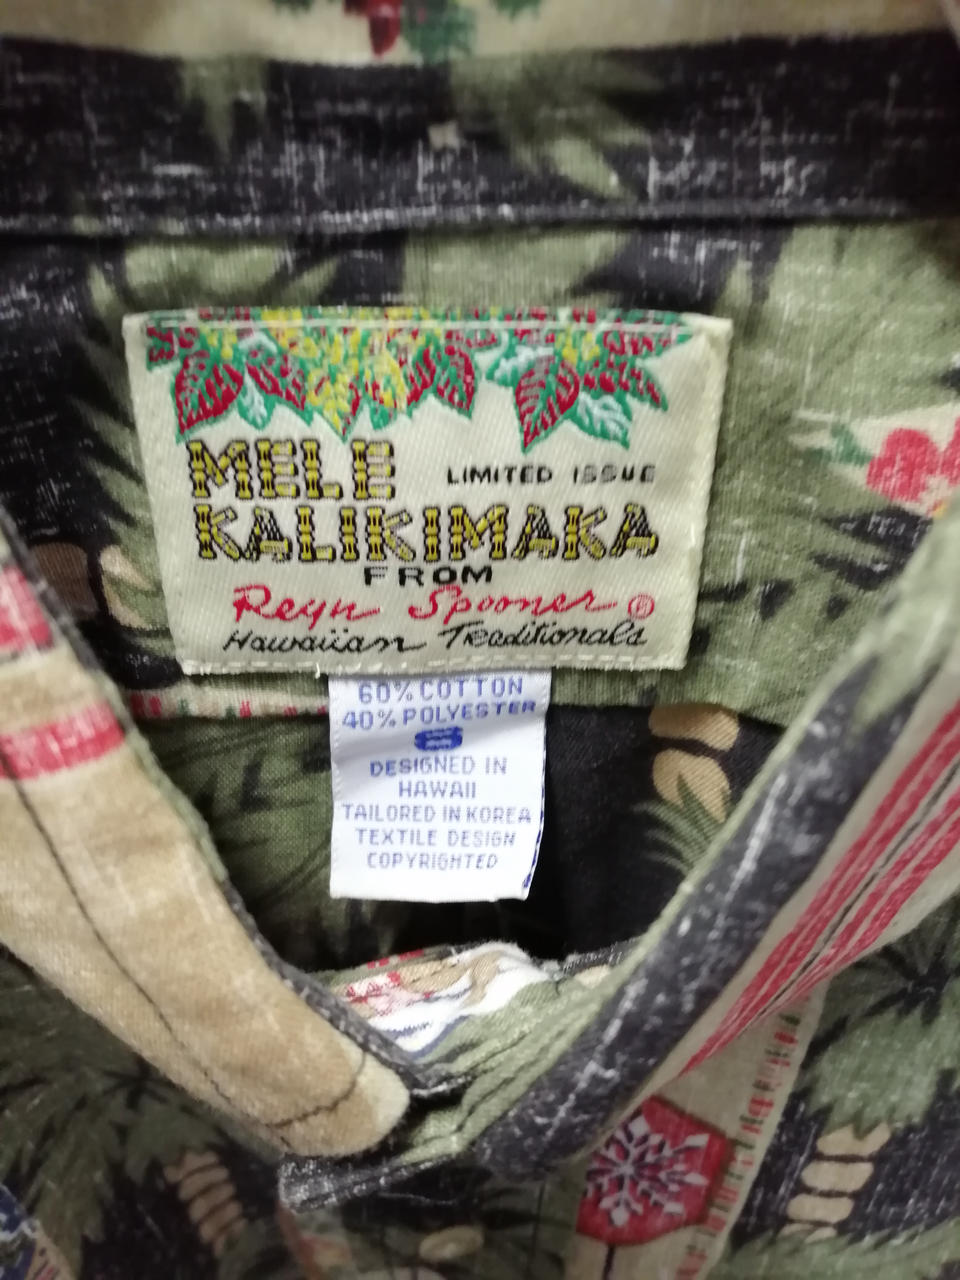 MELE
LIMITED ISSUE
KALIKIMAKA
FROM
Reyn Spooner ®
Hawaiian Traditionals
60% COTTON
40% POLYESTER
S
DESIGNED IN
HAWAII
TAILORED IN KOREA
TEXTILE DESIGN
COPYRIGHTED